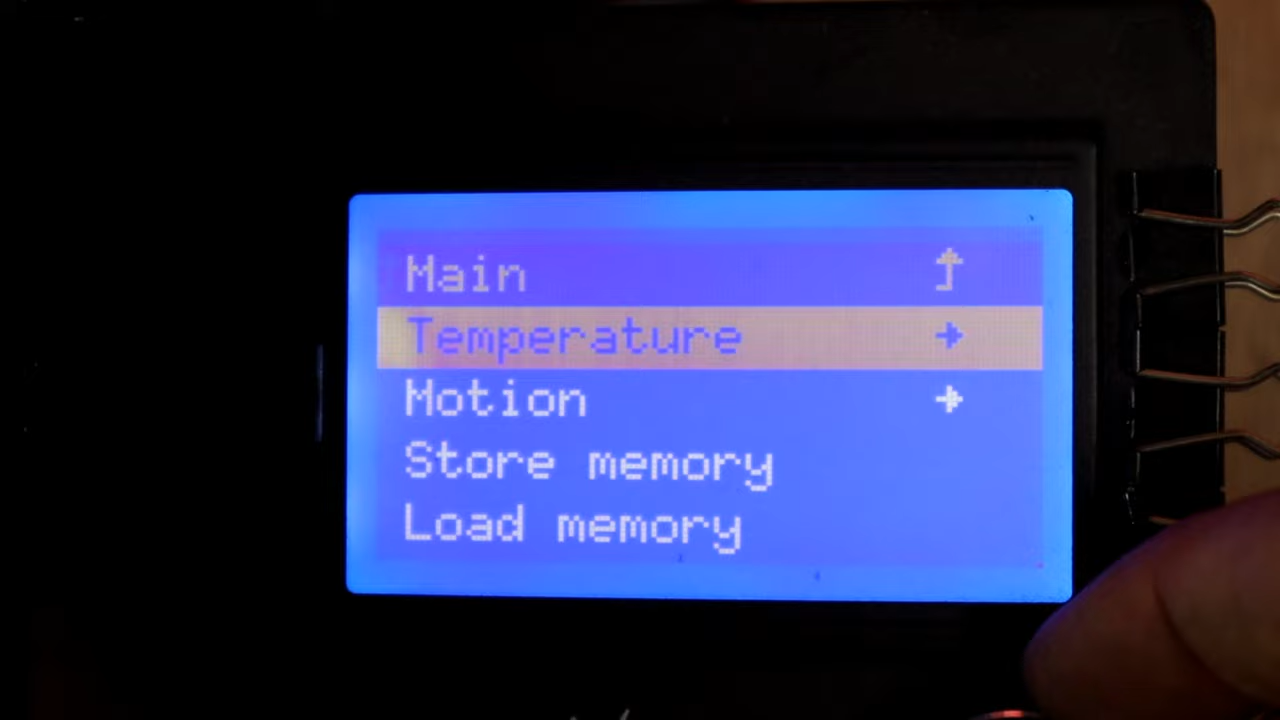 Main
Temperature
Motion
Store memory
Load memory